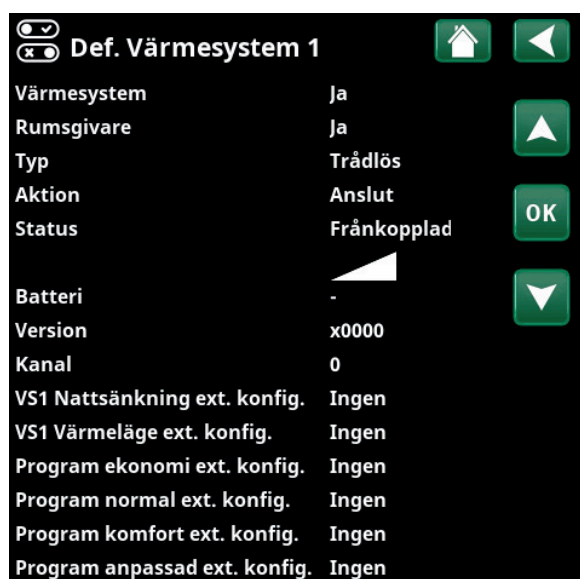 Def. Värmesystem 1
Värmesystem Ja
Rumsgivare Ja
Typ Trådlös
Aktion Anslut
OK
Status Frånkopplad
Batteri -
Version x0000
Kanal 0
VS1 Nattsänkning ext. konfig. Ingen
VS1 Värmeläge ext. konfig. Ingen
Program ekonomi ext. konfig. Ingen
Program normal ext. konfig. Ingen
Program komfort ext. konfig. Ingen
Program anpassad ext. konfig. Ingen